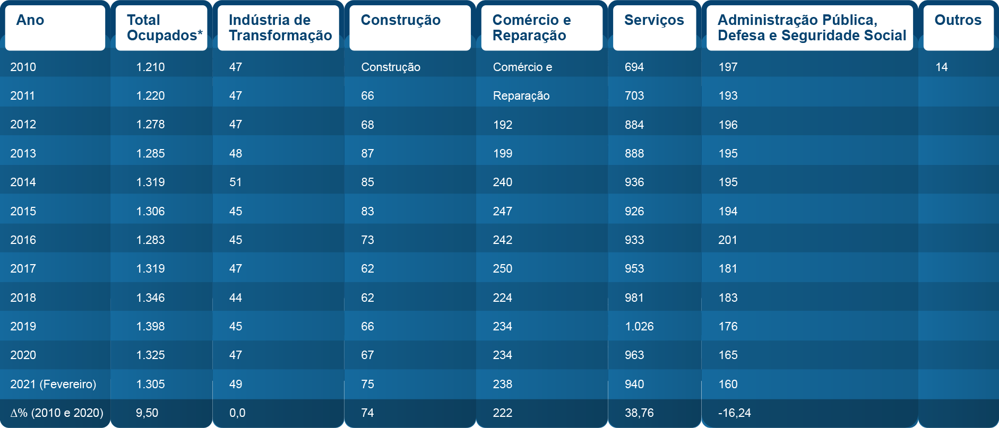 Ano Total Ocupados* Indústria de Transformação Construção Comércio e Reparação Serviços Administração Pública, Defesa e Seguridade Social Outros
2010 1.210 47 Construção Comércio e 694 197 14
2011 1.220 47 66 Reparação 703 193
2012 1.278 47 68 192 884 196
2013 1.285 48 87 199 888 195
2014 1.319 51 85 240 936 195
2015 1.306 45 83 247 926 194
2016 1.283 45 73 242 933 201
2017 1.319 47 62 250 953 181
2018 1.346 44 62 224 981 183
2019 1.398 45 66 234 1.026 176
2020 1.325 47 67 234 963 165
2021 (Fevereiro) 1.305 49 75 238 940 160
∆% (2010 e 2020) 9,50 0,0 74 222 38,76 -16,24